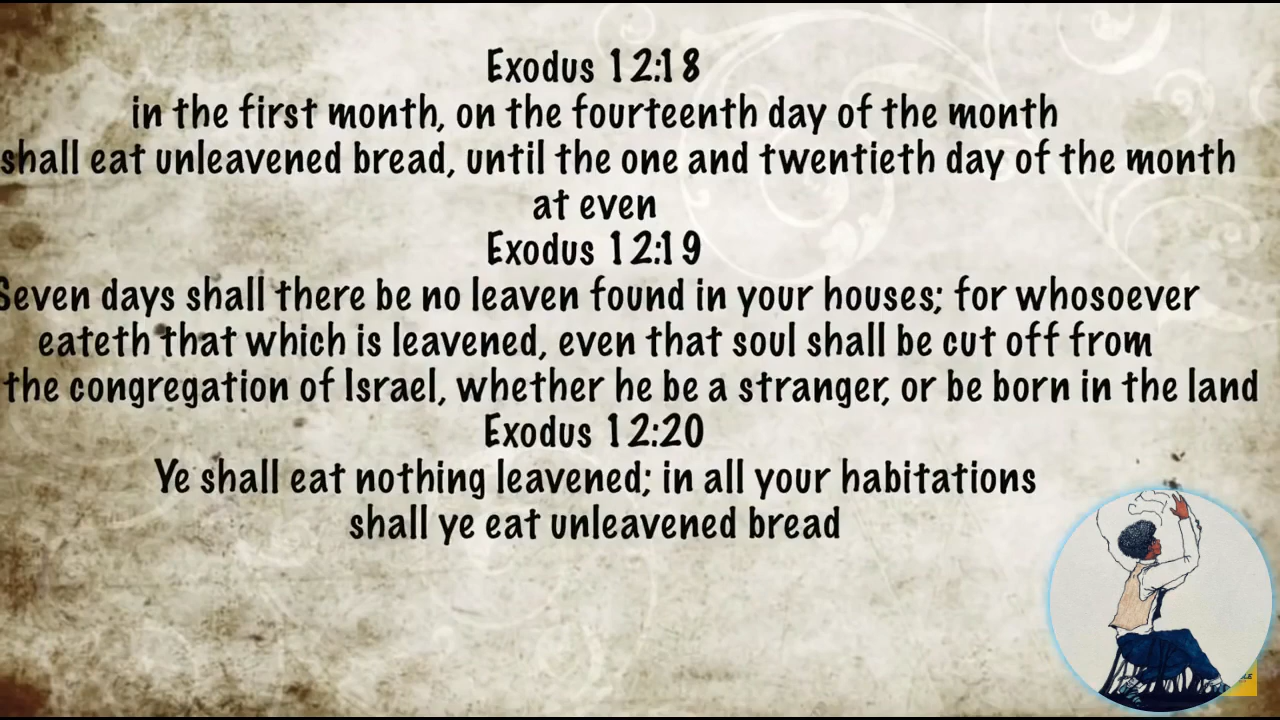 Exodus 12:18
in the first month, on the fourteenth day of the month
shall eat unleavened bread, until the one and twentieth day of the month
at even
Exodus 12:19
Seven days shall there be no leaven found in your houses; for whosoever
eateth that which is leavened, even that soul shall be cut off from
the congregation of Israel, whether he be a stranger, or be born in the land
Exodus 12:20
Ye shall eat nothing leavened; in all your habitations
shall ye eat unleavened bread